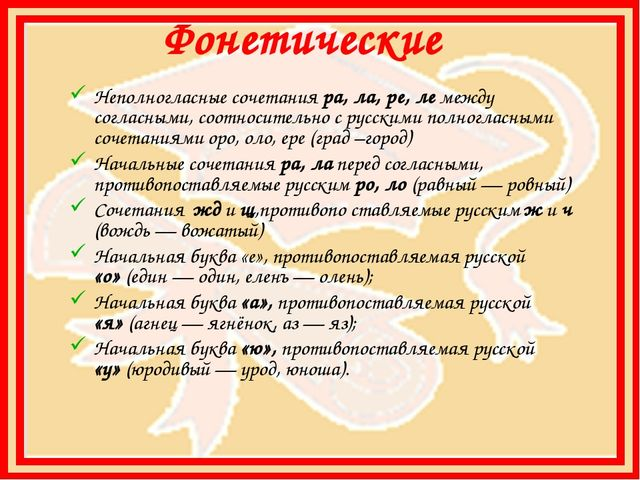 Фонетические
Неполногласные сочетания ра, ла, ре, ле между
согласными, соотносительно с русскими полногласными
сочетаниями оро, оло, ере (град –город)
Начальные сочетания ра, ла перед согласными,
противопоставляемые русским ро, ло (равный — ровный)
Сочетания жд и щ,противопо ставляемые русским ж и ч
(вождь — вожатый)
Начальная буква «е», противопоставляемая русской
«о» (един — один, еленъ — олень);
Начальная буква «а», противопоставляемая русской
«я» (агнец — ягнёнок, аз — яз);
Начальная буква «ю», противопоставляемая русской
«у» (юродивый — урод, юноша).